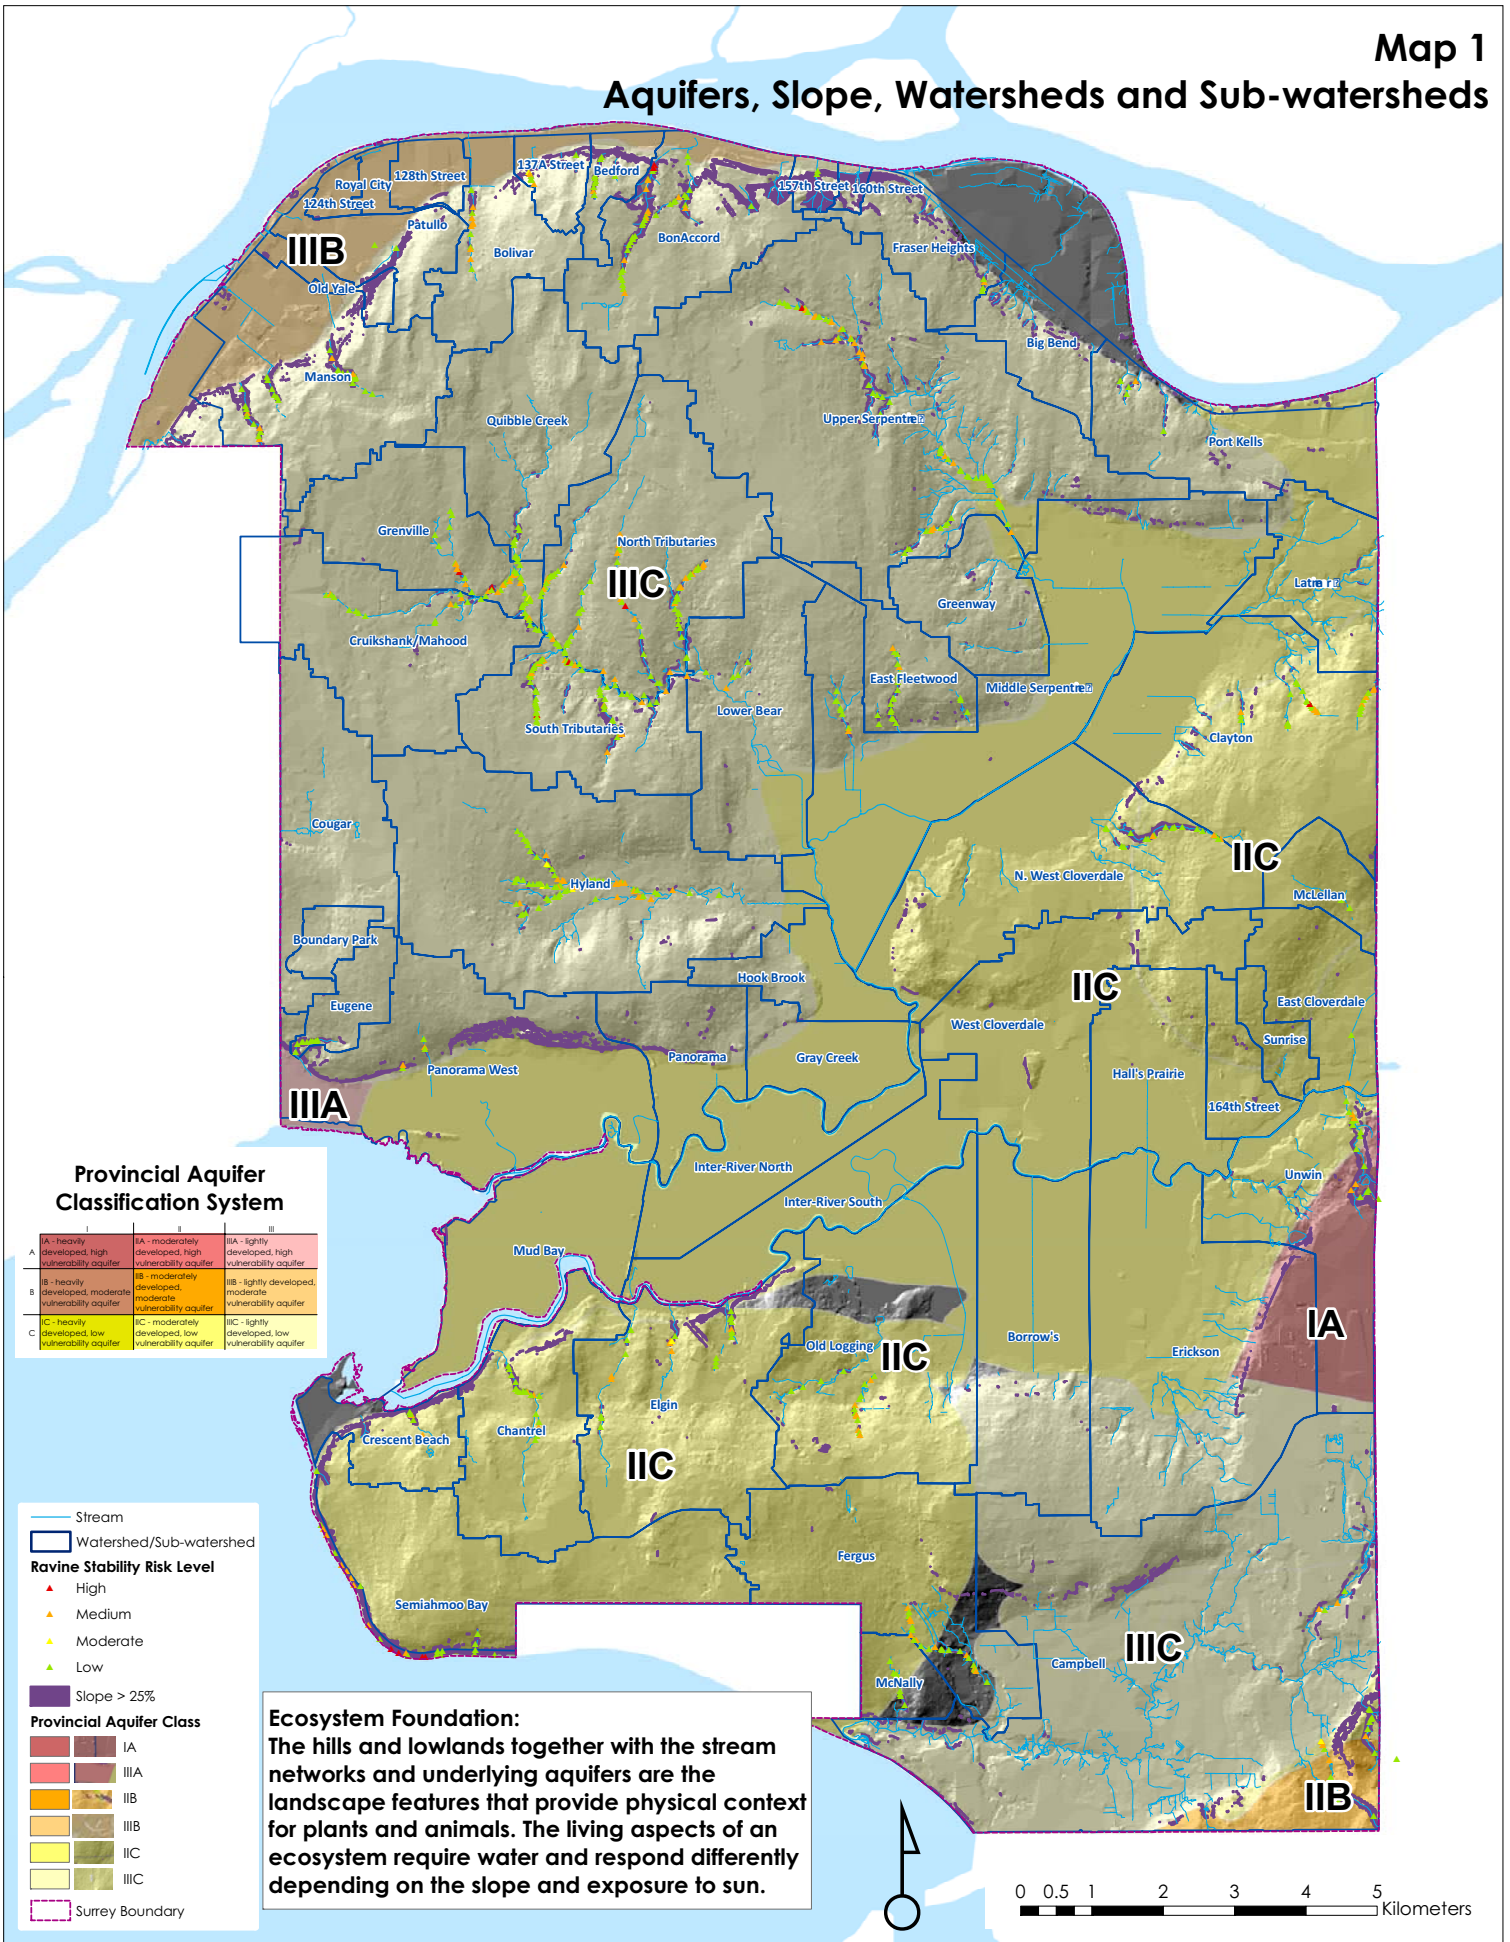 Map 1
Aquifers, Slope, Watersheds and Sub-watersheds
137A Street
Bedford
128th Street
Royal City
124th Street
157th Street
160th Street
Patullo
BonAccord
Fraser Heights
IIIB
Bolivar
Old Yale
Big Bend
Manson
Quibble Creek
Upper Serpentne
Port Kells
Grenville
North Tributaries
IIIC
Greenway
Cruikshank/Mahood
East Fleetwood
Middle Serpentne
Lower Bear
South Tributaries
Clayton
Cougar
IIC
N. West Cloverdale
Hyland
McLellan
Boundary Park
Hook Brook
IIC
Eugene
East Cloverdale
West Cloverdale
Sunrise
Panorama
Gray Creek
Panorama West
Hall's Prairie
IIIA
164th Street
Inter-River North
Unwin
Inter-River South
Mud Bay
IA
Old Logging
IIC
Borrow's
Erickson
Elgin
Chantrel
Crescent Beach
IIC
Fergus
Semiahmoo Bay
IIIC
Campbell
McNally
IIB
Provincial Aquifer
Classification System
I II III
A
IA - heavily
developed, high
vulnerability aquifer
IIA - moderately
developed, high
vulnerability aquifer
IIIA - lightly
developed, high
vulnerability aquifer
B
IB - heavily
developed, moderate
vulnerability aquifer
IIB - moderately
developed,
moderate
vulnerability aquifer
IIIB - lightly developed,
moderate
vulnerability aquifer
C
IC - heavily
developed, low
vulnerability aquifer
IIC - moderately
developed, low
vulnerability aquifer
IIIC - lightly
developed, low
vulnerability aquifer
Stream
Watershed/Sub-watershed
Ravine Stability Risk Level
High
Medium
Moderate
Low
Slope > 25%
Provincial Aquifer Class
IA
IIIA
IIB
IIIB
IIC
IIIC
Surrey Boundary
Ecosystem Foundation:
The hills and lowlands together with the stream
networks and underlying aquifers are the
landscape features that provide physical context
for plants and animals. The living aspects of an
ecosystem require water and respond differently
depending on the slope and exposure to sun.
0 0.5 1 2 3 4 5
Kilometers